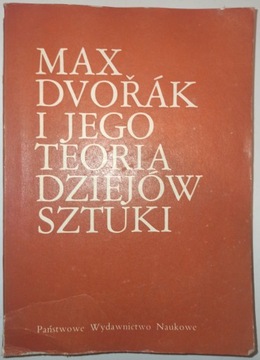 MAX
DVOŘÁK
I JEGO
TEORIA
DZIEJÓW
SZTUKI
Państwowe Wydawnictwo Naukowe